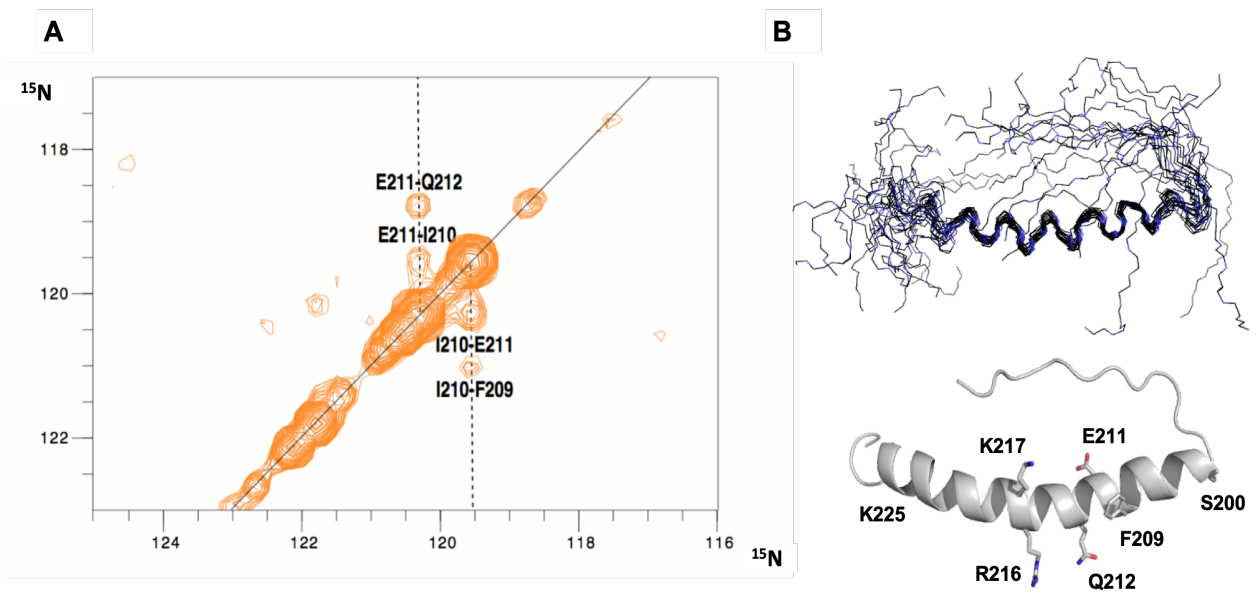 A
B
¹⁵N
118
120
122
E211-Q212
E211-I210
I210-E211
I210-F209
124
122
120
118
116
¹⁵N
K217
E211
K225
S200
F209
R216
Q212